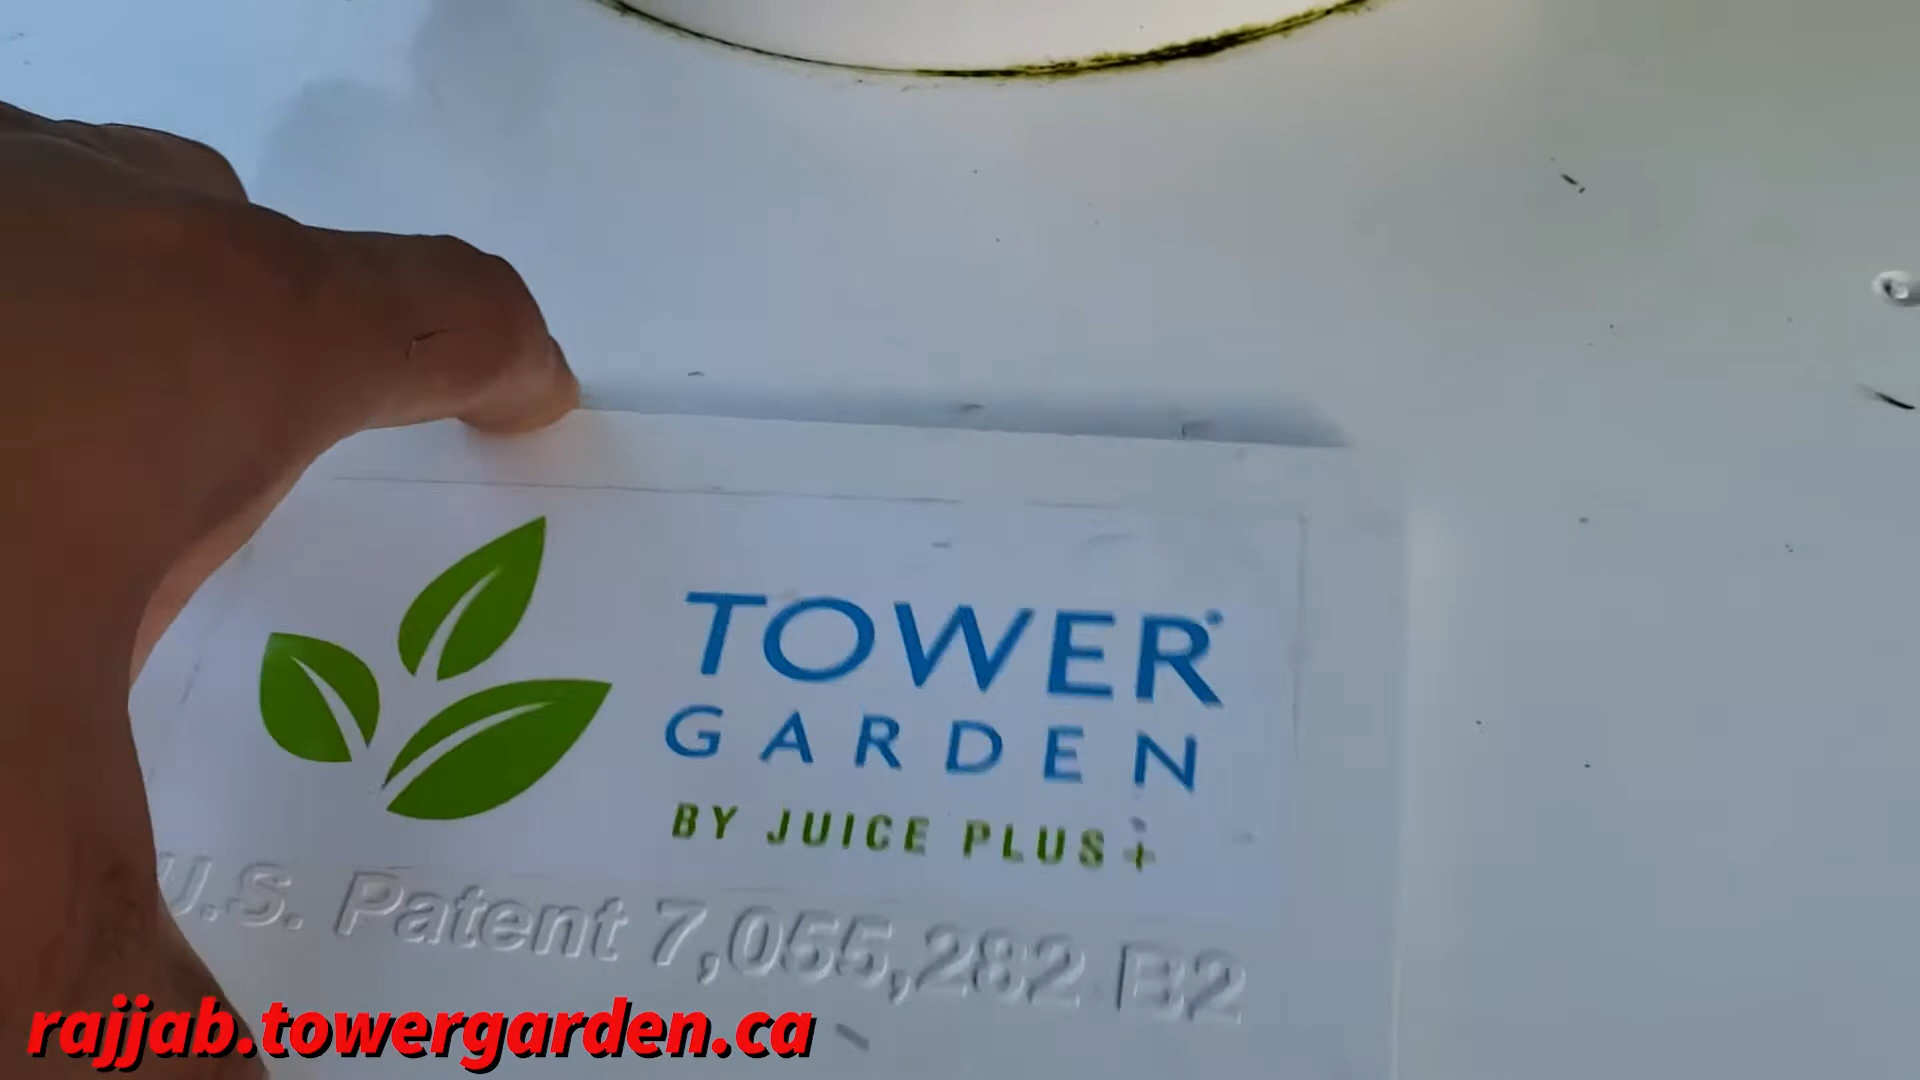 TOWER
GARDEN
BY JUICE PLUS+
U.S. Patent 7,055,282 B2
rajjab.towergarden.ca